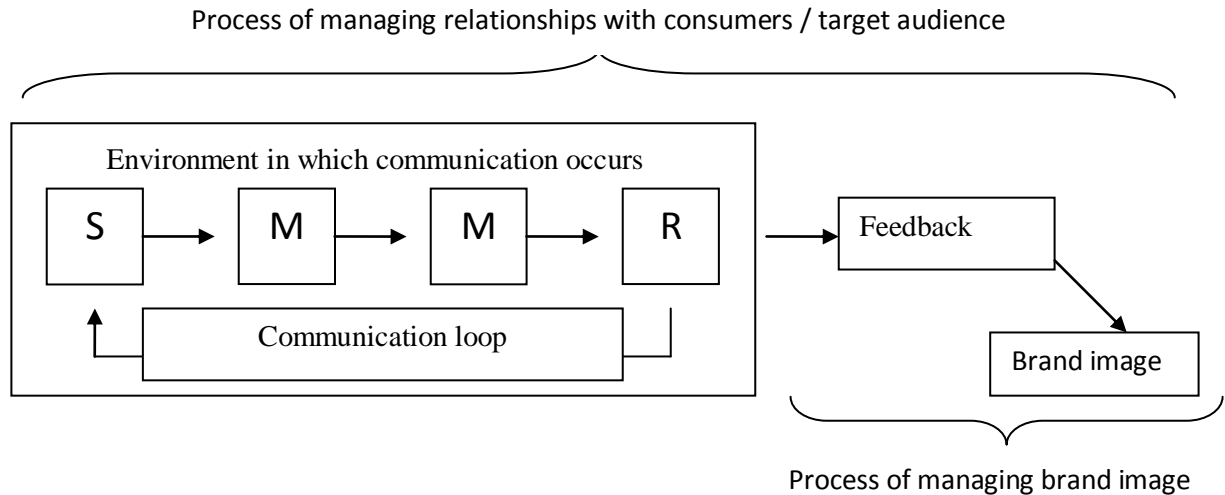 Process of managing relationships with consumers / target audience
Environment in which communication occurs
S
M
M
R
Feedback
Communication loop
Brand image
Process of managing brand image